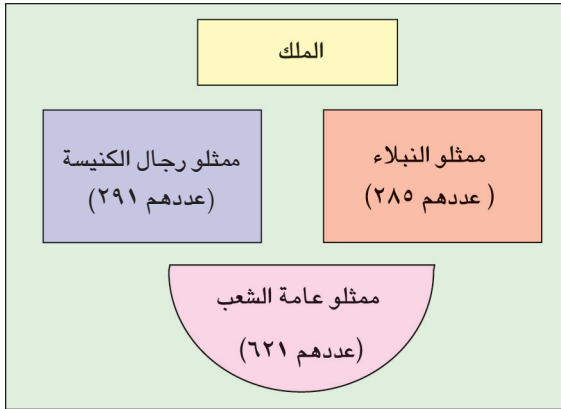 الملك
ممثلو النبلاء
( عددهم ٢٨٥)
ممثلو رجال الكنيسة
(عددهم ٢٩١)
ممثلو عامة الشعب
(عددهم ٦٢١)